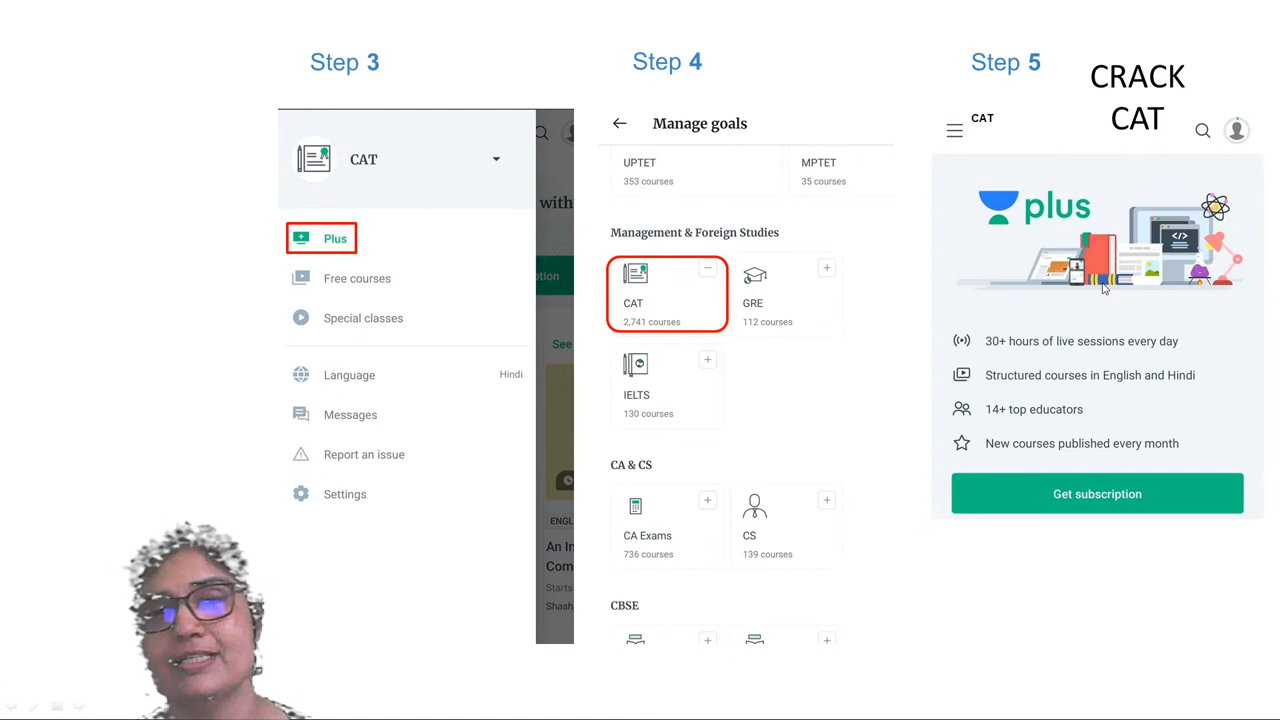 Step 3
CAT
Plus
Free courses
Special classes
Language
Hindi
Messages
Report an issue
Settings
with
See
ENGL
An In
Com
Starts
Shash
Step 4
Manage goals
UPTET
353 courses
MPTET
35 courses
Management & Foreign Studies
CAT
2,741 courses
GRE
112 courses
IELTS
130 courses
CA & CS
CA Exams
736 courses
CS
139 courses
CBSE
Step 5
CRACK
CAT
CAT
plus
30+ hours of live sessions every day
Structured courses in English and Hindi
14+ top educators
New courses published every month
Get subscription